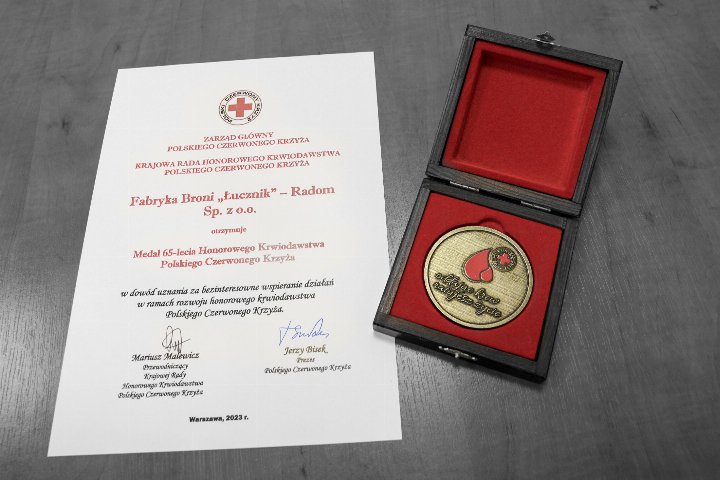 POLSKI CZERWONY KRZYŻ
ZARZĄD GŁÓWNY
POLSKIEGO CZERWONEGO KRZYŻA
KRAJOWA RADA HONOROWEGO KRWIODAWSTWA
POLSKIEGO CZERWONEGO KRZYŻA
Fabryka Broni „Łucznik” – Radom
Sp. z o.o.
otrzymuje
Medal 65-lecia Honorowego Krwiodawstwa
Polskiego Czerwonego Krzyża
w dowód uznania za bezinteresowne wspieranie działań
w ramach rozwoju honorowego krwiodawstwa
Polskiego Czerwonego Krzyża.
Mariusz Malewicz
Przewodniczący
Krajowej Rady
Honorowego Krwiodawstwa
Polskiego Czerwonego Krzyża
Jerzy Bisek
Prezes
Polskiego Czerwonego Krzyża
Warszawa, 2023 r.